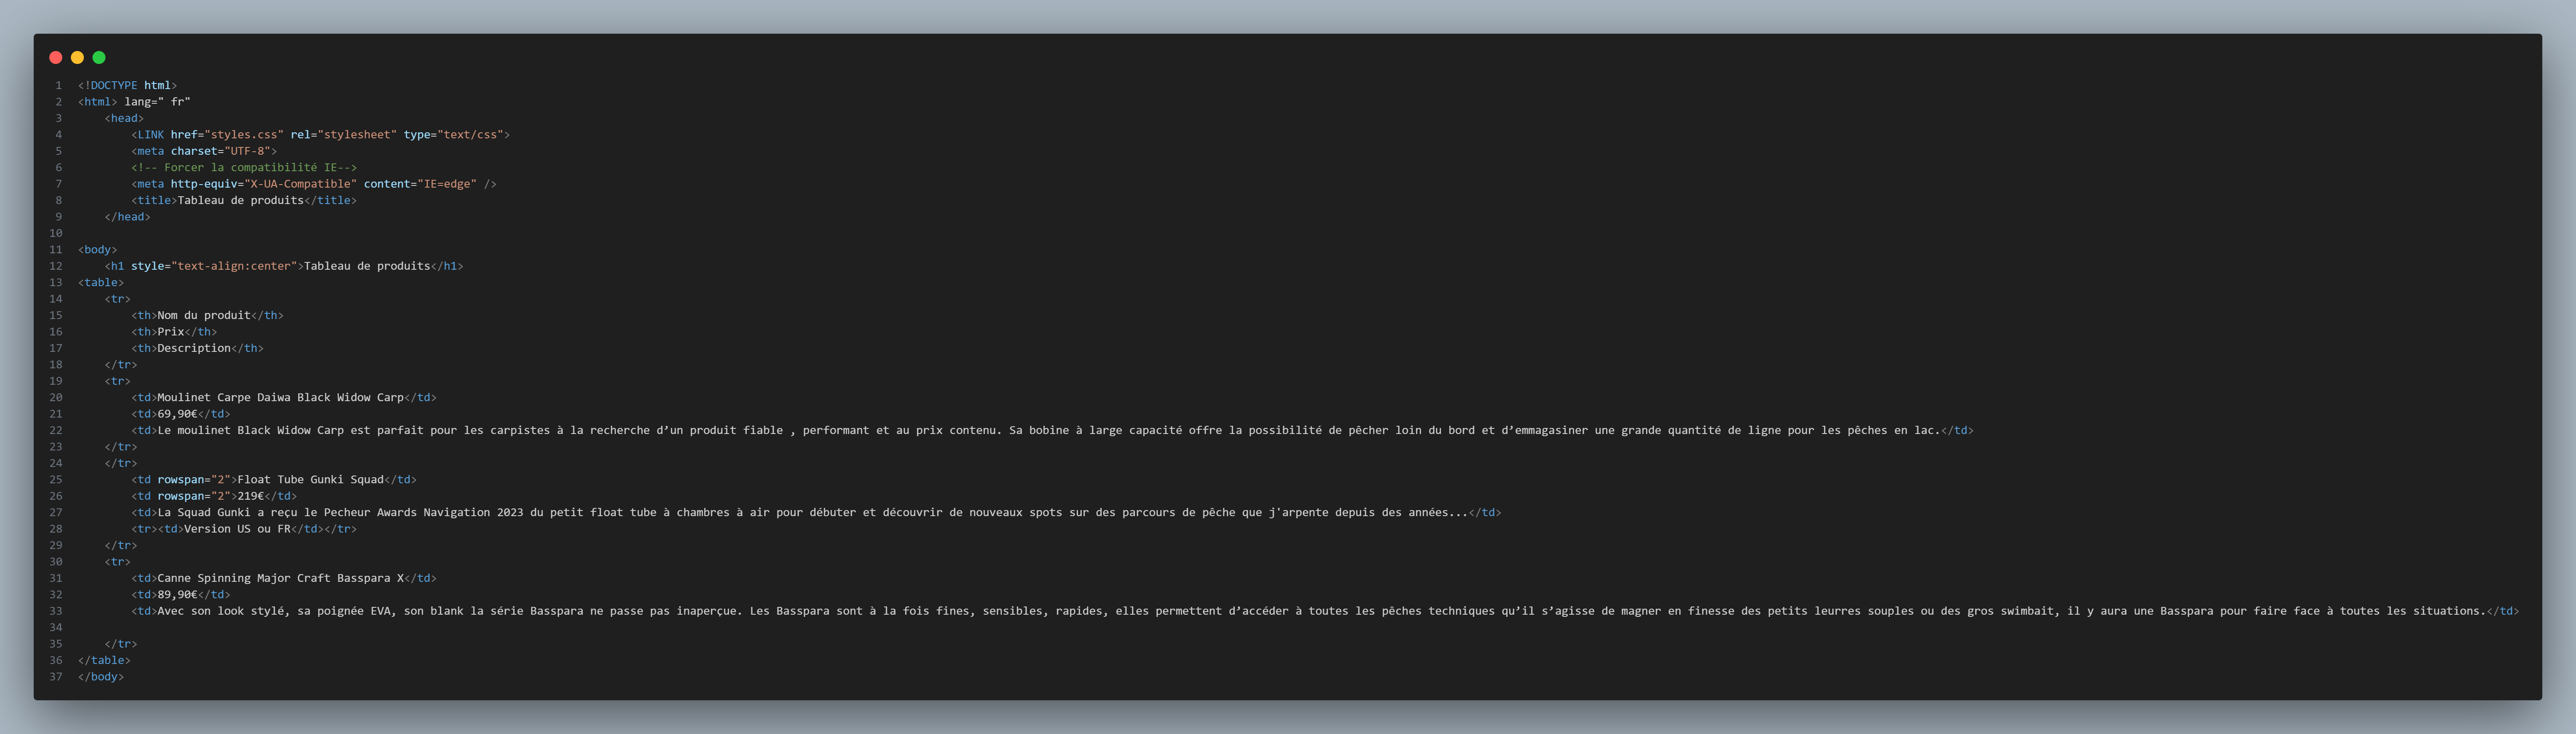 1 <!DOCTYPE html>
2 <html> lang=" fr"
3 <head>
4 <LINK href="styles.css" rel="stylesheet" type="text/css">
5 <meta charset="UTF-8">
6 <!-- Forcer la compatibilité IE-->
7 <meta http-equiv="X-UA-Compatible" content="IE=edge" />
8 <title>Tableau de produits</title>
9 </head>
10
11 <body>
12 <h1 style="text-align:center">Tableau de produits</h1>
13 <table>
14 <tr>
15 <th>Nom du produit</th>
16 <th>Prix</th>
17 <th>Description</th>
18 </tr>
19 <tr>
20 <td>Moulinet Carpe Daiwa Black Widow Carp</td>
21 <td>69,90€</td>
22 <td>Le moulinet Black Widow Carp est parfait pour les carpistes à la recherche d’un produit fiable , performant et au prix contenu. Sa bobine à large capacité offre la possibilité de pêcher loin du bord et d’emmagasiner une grande quantité de ligne pour les pêches en lac.</td>
23 </tr>
24 </tr>
25 <td rowspan="2">Float Tube Gunki Squad</td>
26 <td rowspan="2">219€</td>
27 <td>La Squad Gunki a reçu le Pecheur Awards Navigation 2023 du petit float tube à chambres à air pour débuter et découvrir de nouveaux spots sur des parcours de pêche que j'arpente depuis des années...</td>
28 <tr><td>Version US ou FR</td></tr>
29 </tr>
30 <tr>
31 <td>Canne Spinning Major Craft Basspara X</td>
32 <td>89,90€</td>
33 <td>Avec son look stylé, sa poignée EVA, son blank la série Basspara ne passe pas inaperçue. Les Basspara sont à la fois fines, sensibles, rapides, elles permettent d’accéder à toutes les pêches techniques qu’il s’agisse de magner en finesse des petits leurres souples ou des gros swimbait, il y aura une Basspara pour faire face à toutes les situations.</td>
34
35 </tr>
36 </table>
37 </body>